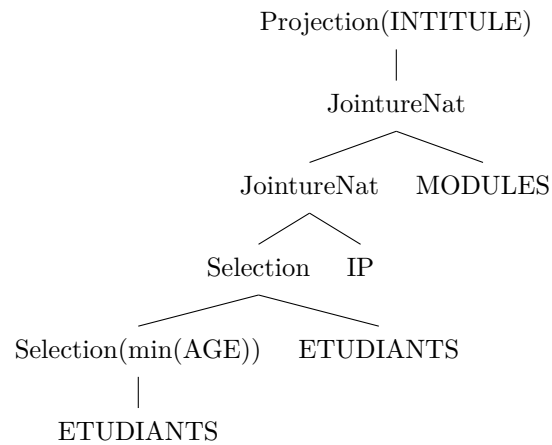 Projection(INTITULE)
JointureNat
JointureNat MODULES
Selection IP
Selection(min(AGE)) ETUDIANTS
ETUDIANTS